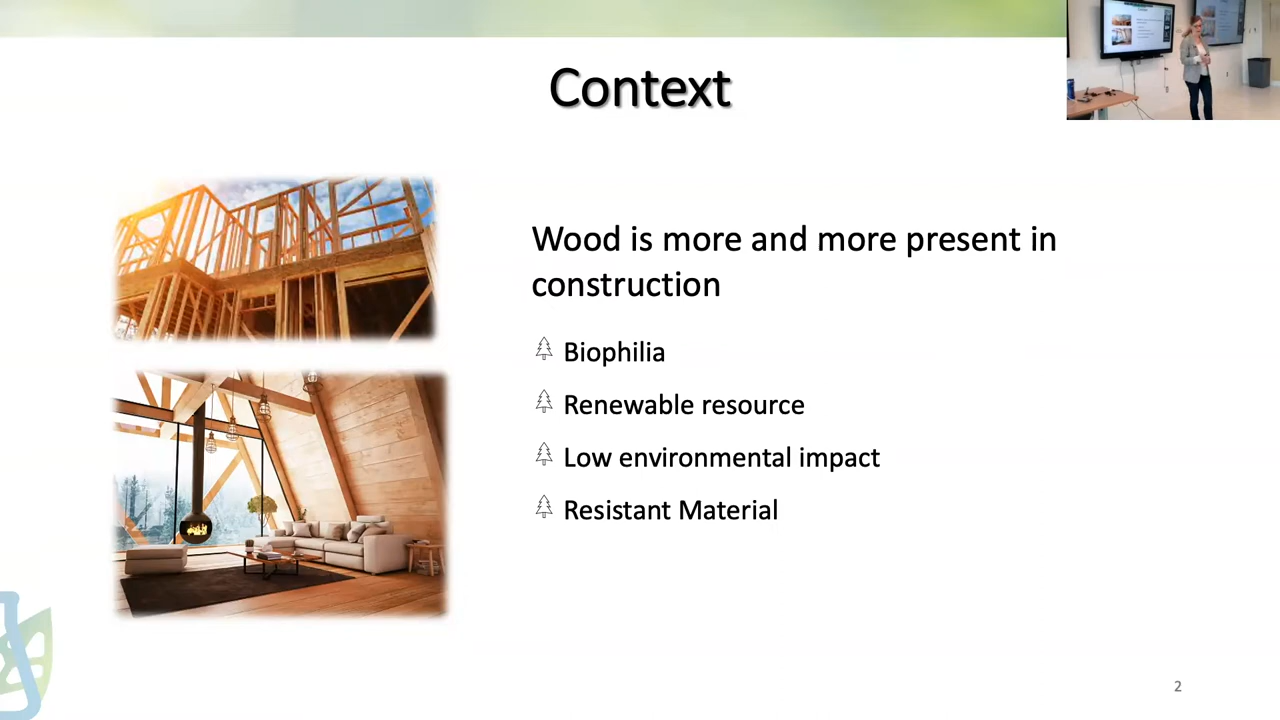 Context
Wood is more and more present in
construction
Biophilia
Renewable resource
Low environmental impact
Resistant Material
2